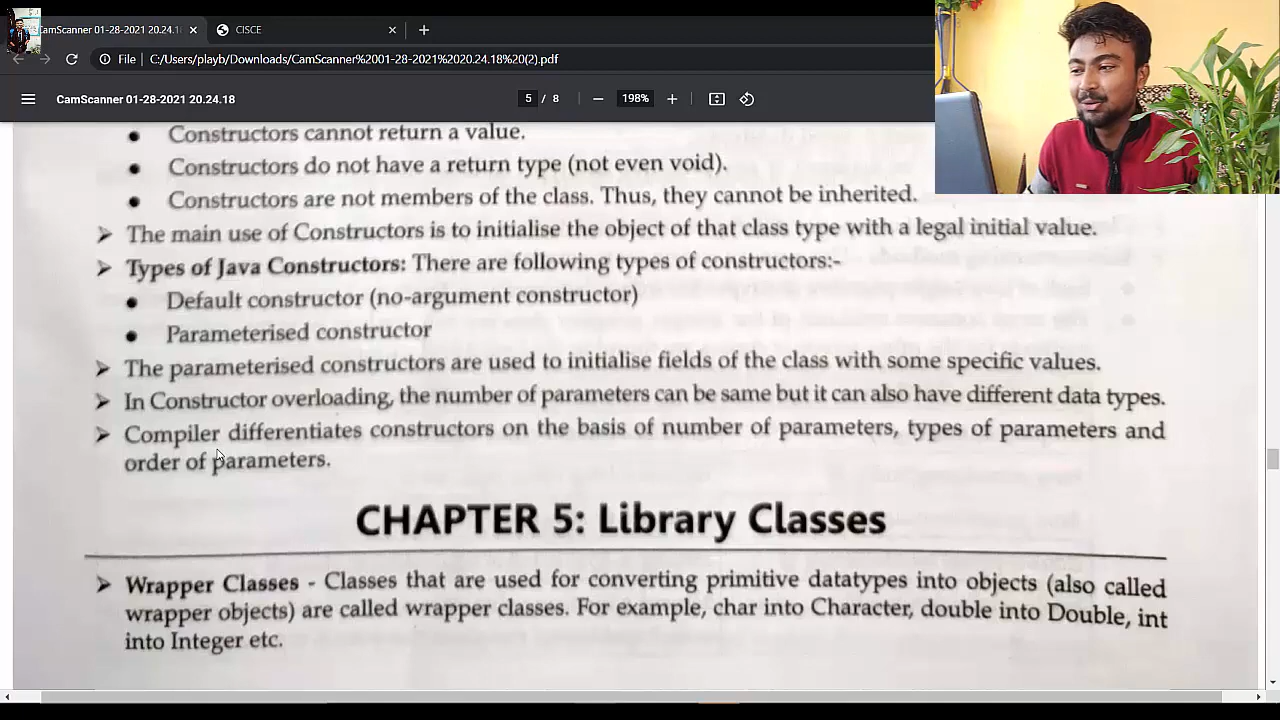 CamScanner 01-28-2021 20.24.1
CISCE
File
C:/Users/playb/Downloads/CamScanner%2001-28-2021%2020.24.18%20(2).pdf
CamScanner 01-28-2021 20.24.18
5 / 8
198%
● Constructors cannot return a value.
● Constructors do not have a return type (not even void).
● Constructors are not members of the class. Thus, they cannot be inherited.
➤ The main use of Constructors is to initialise the object of that class type with a legal initial value.
➤ Types of Java Constructors: There are following types of constructors:-
● Default constructor (no-argument constructor)
● Parameterised constructor
➤ The parameterised constructors are used to initialise fields of the class with some specific values.
➤ In Constructor overloading, the number of parameters can be same but it can also have different data types.
➤ Compiler differentiates constructors on the basis of number of parameters, types of parameters and
order of parameters.
CHAPTER 5: Library Classes
➤ Wrapper Classes - Classes that are used for converting primitive datatypes into objects (also called
wrapper objects) are called wrapper classes. For example, char into Character, double into Double, int
into Integer etc.